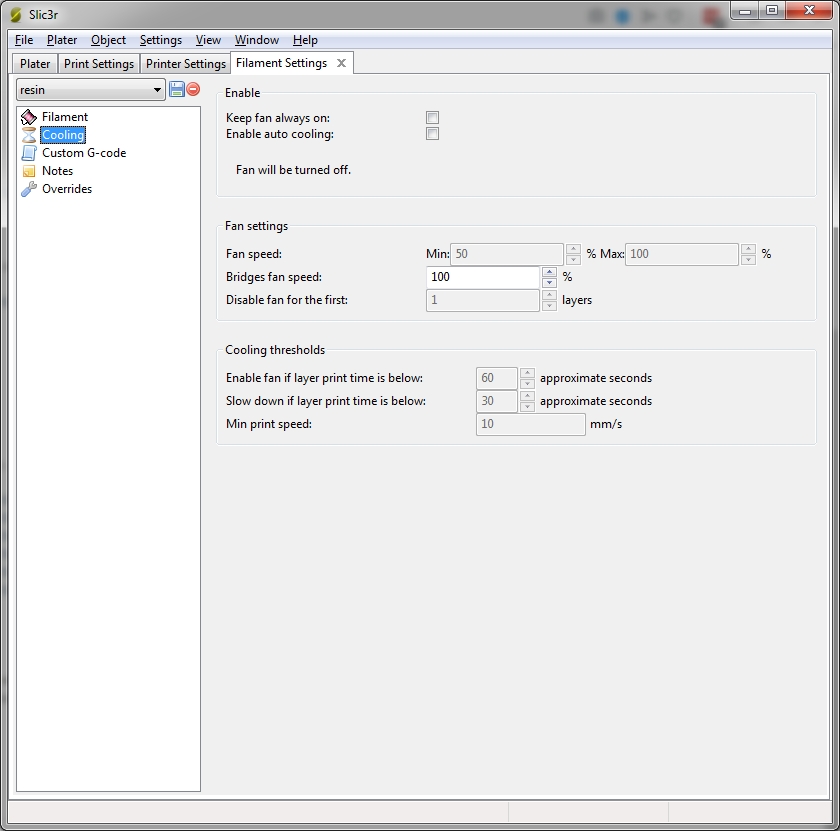 Slic3r
File Plater Object Settings View Window Help
Plater Print Settings Printer Settings Filament Settings
resin
Filament
Cooling
Custom G-code
Notes
Overrides
Enable
Keep fan always on:
Enable auto cooling:
Fan will be turned off.
Fan settings
Fan speed: Min: 50 % Max: 100 %
Bridges fan speed: 100 %
Disable fan for the first: 1 layers
Cooling thresholds
Enable fan if layer print time is below: 60 approximate seconds
Slow down if layer print time is below: 30 approximate seconds
Min print speed: 10 mm/s